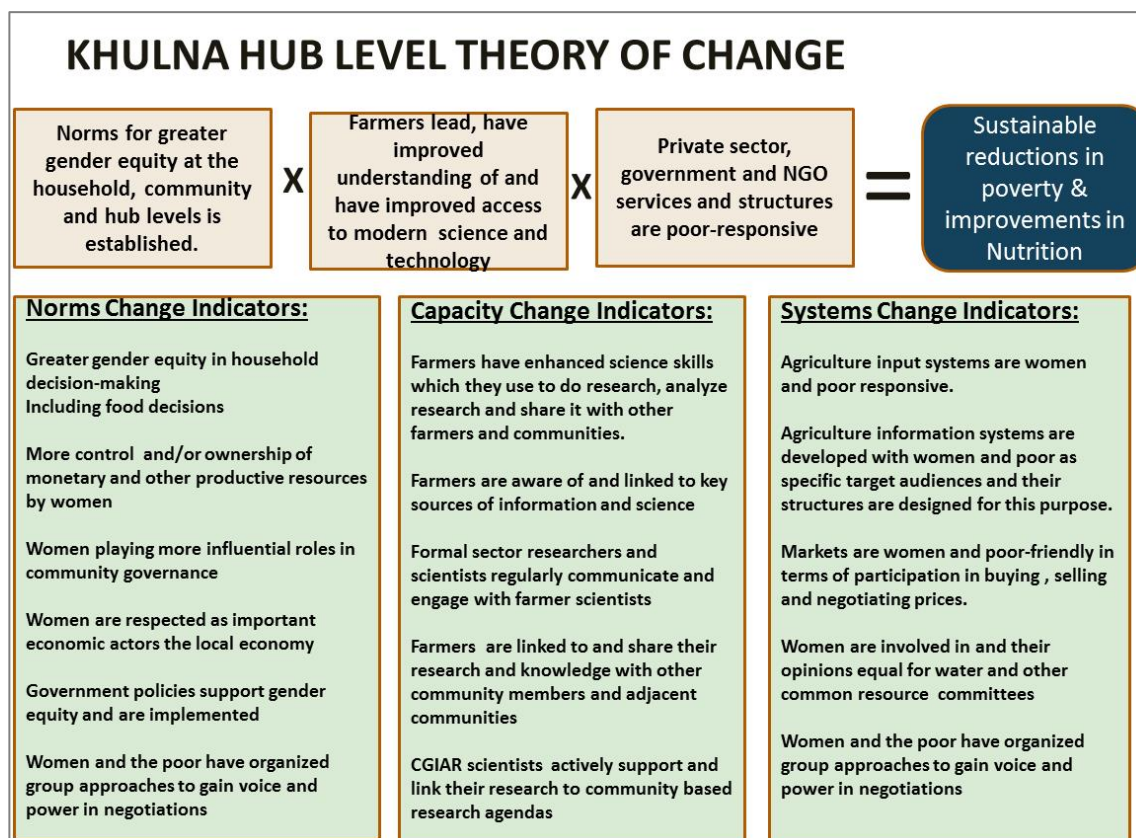 KHULNA HUB LEVEL THEORY OF CHANGE
Norms for greater
gender equity at the
household, community
and hub levels is
established.
X
Farmers lead, have
improved
understanding of and
have improved access
to modern science and
technology
X
Private sector,
government and NGO
services and structures
are poor-responsive
=
Sustainable
reductions in
poverty &
improvements in
Nutrition
Norms Change Indicators:
Greater gender equity in household
decision-making
Including food decisions
More control and/or ownership of
monetary and other productive resources
by women
Women playing more influential roles in
community governance
Women are respected as important
economic actors the local economy
Government policies support gender
equity and are implemented
Women and the poor have organized
group approaches to gain voice and
power in negotiations
Capacity Change Indicators:
Farmers have enhanced science skills
which they use to do research, analyze
research and share it with other
farmers and communities.
Farmers are aware of and linked to key
sources of information and science
Formal sector researchers and
scientists regularly communicate and
engage with farmer scientists
Farmers are linked to and share their
research and knowledge with other
community members and adjacent
communities
CGIAR scientists actively support and
link their research to community based
research agendas
Systems Change Indicators:
Agriculture input systems are women
and poor responsive.
Agriculture information systems are
developed with women and poor as
specific target audiences and their
structures are designed for this purpose.
Markets are women and poor-friendly in
terms of participation in buying , selling
and negotiating prices.
Women are involved in and their
opinions equal for water and other
common resource committees
Women and the poor have organized
group approaches to gain voice and
power in negotiations